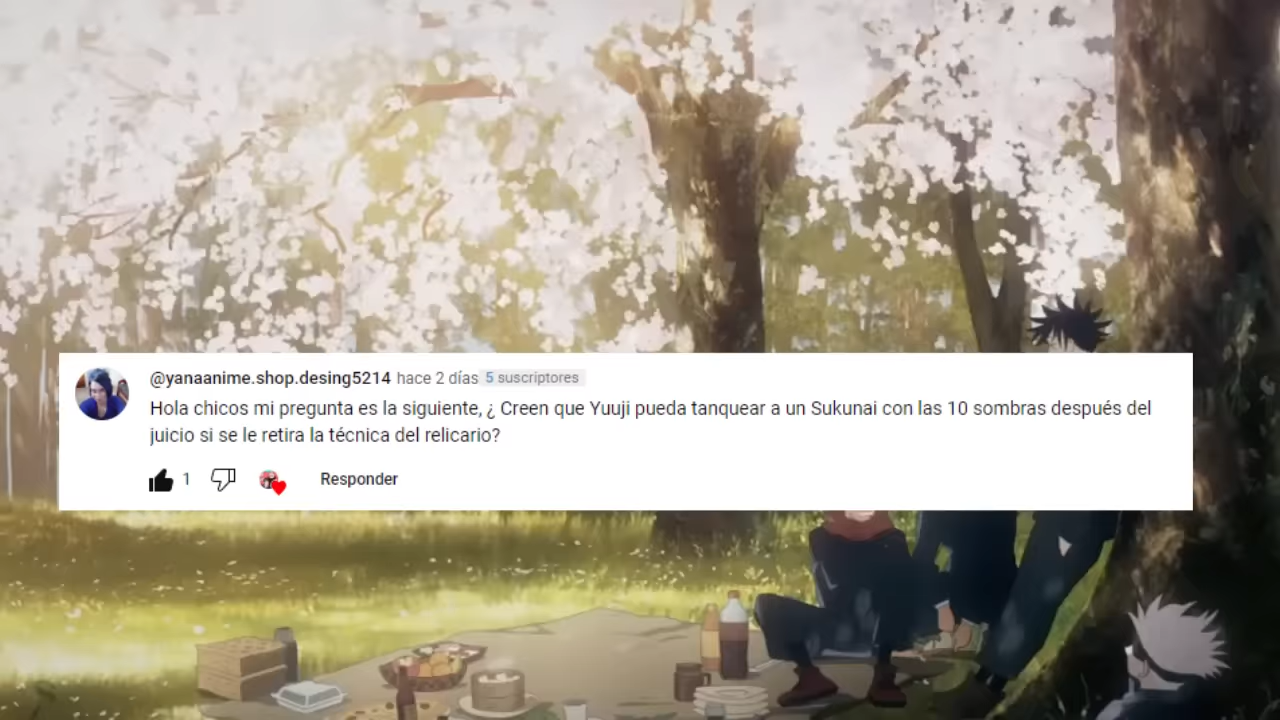 @yanaanime.shop.desing5214 hace 2 días 5 suscriptores
Hola chicos mi pregunta es la siguiente, ¿ Creen que Yuuji pueda tanquear a un Sukunai con las 10 sombras después del
juicio si se le retira la técnica del relicario?
1 Responder